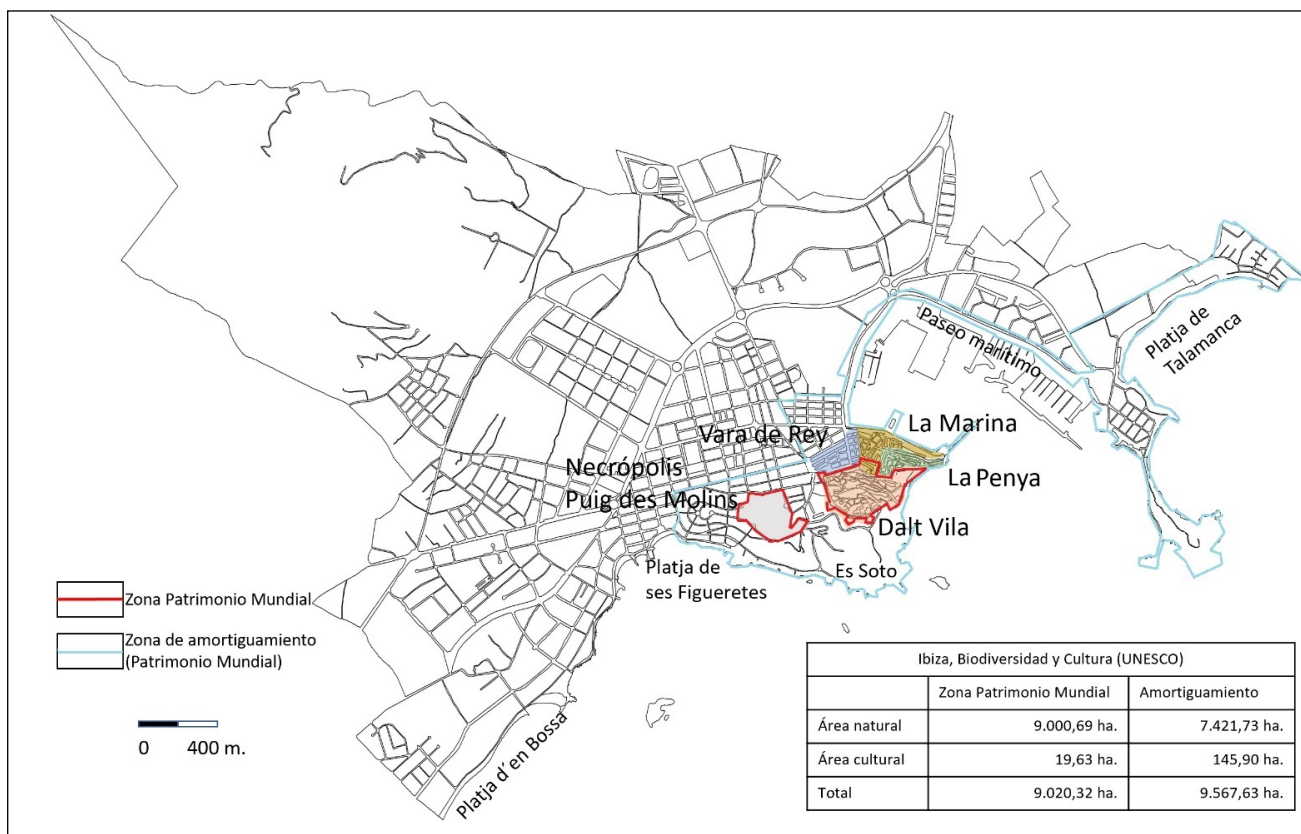 Paseo marítimo
Platja de
Talamanca
La Marina
Vara de Rey
Necrópolis
Puig des Molins
La Penya
Dalt Vila
Platja de
ses Figueretes
Es Soto
Platja d´en Bossa
Zona Patrimonio Mundial
Zona de amortiguamiento
(Patrimonio Mundial)
0 400 m.
Ibiza, Biodiversidad y Cultura (UNESCO)
Zona Patrimonio Mundial Amortiguamiento
Área natural 9.000,69 ha. 7.421,73 ha.
Área cultural 19,63 ha. 145,90 ha.
Total 9.020,32 ha. 9.567,63 ha.